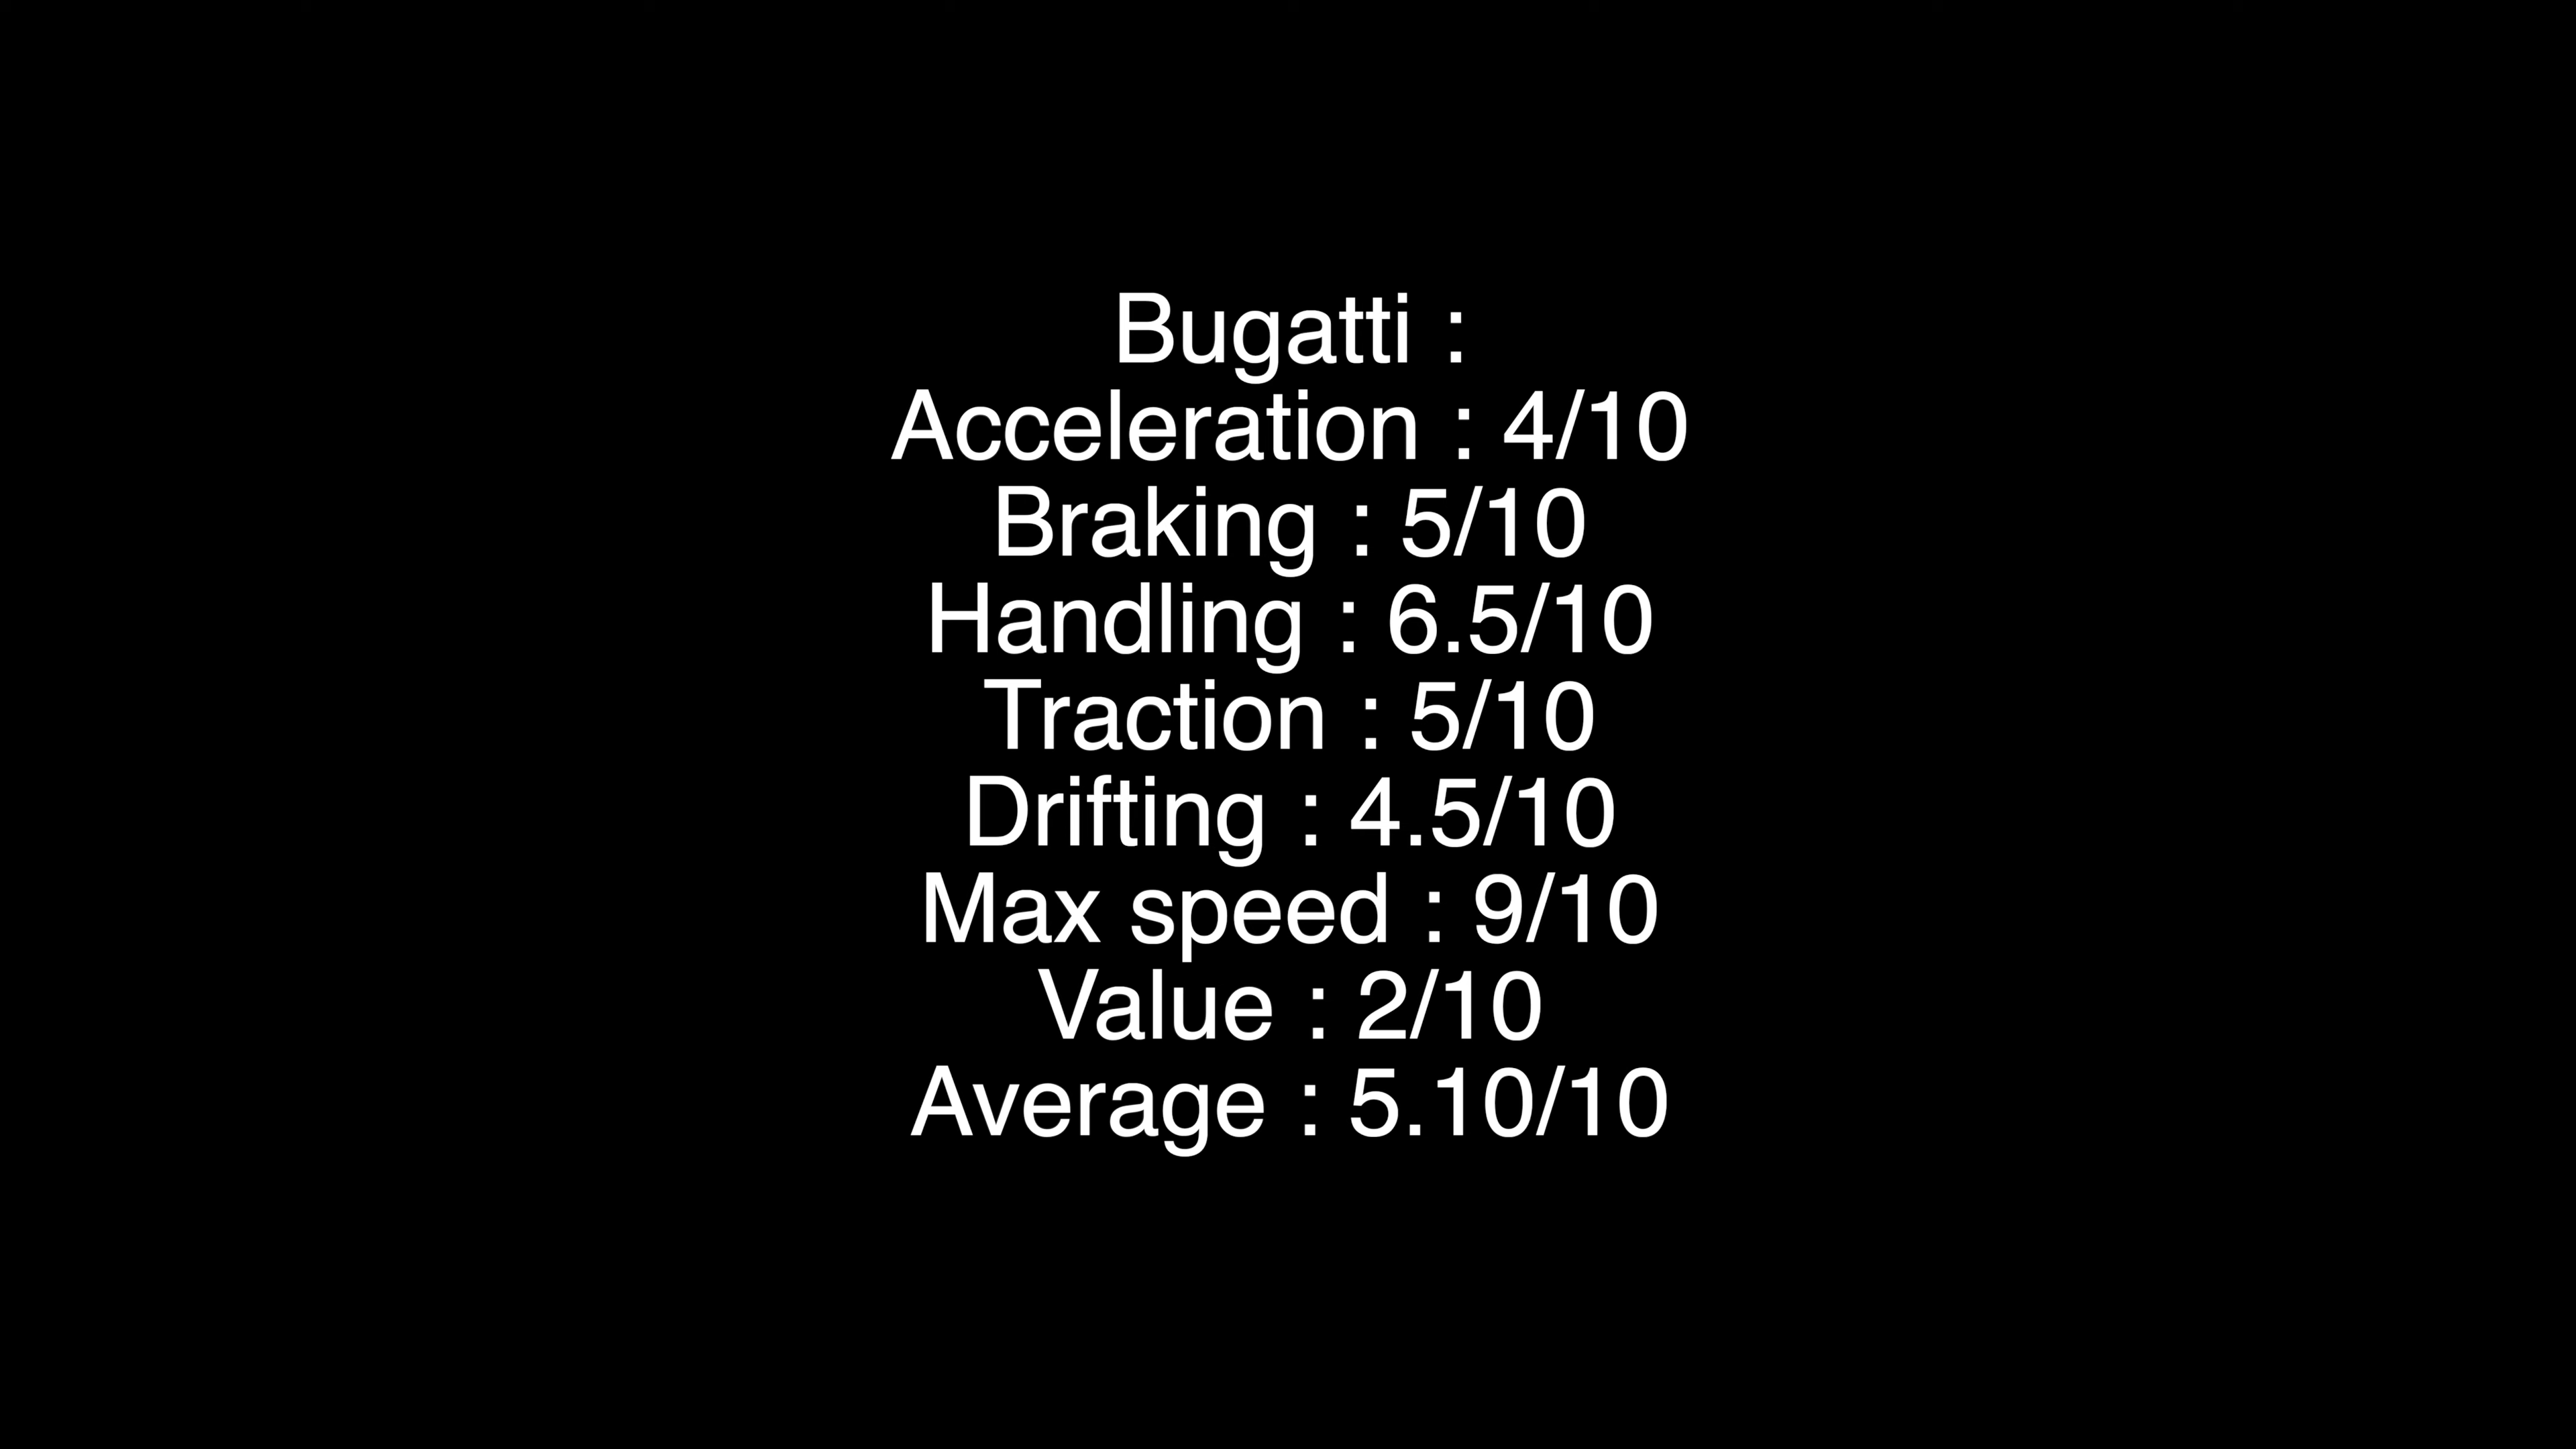 Bugatti :
Acceleration : 4/10
Braking : 5/10
Handling : 6.5/10
Traction : 5/10
Drifting : 4.5/10
Max speed : 9/10
Value : 2/10
Average : 5.10/10